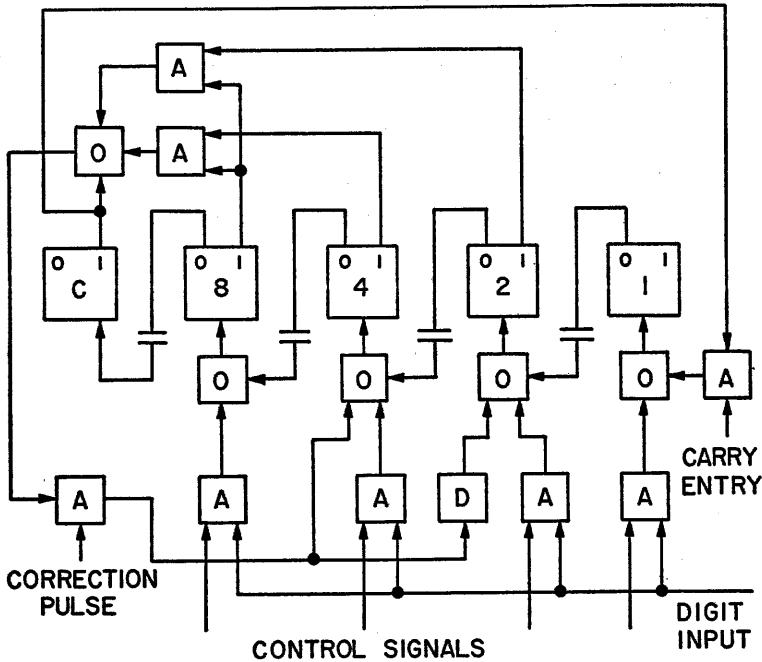 A
O
A
0 1
C
0 1
8
0 1
4
0 1
2
0 1
1
O
O
O
O
A
CARRY
ENTRY
A
A
A
D
A
A
CORRECTION
PULSE
CONTROL SIGNALS
DIGIT
INPUT